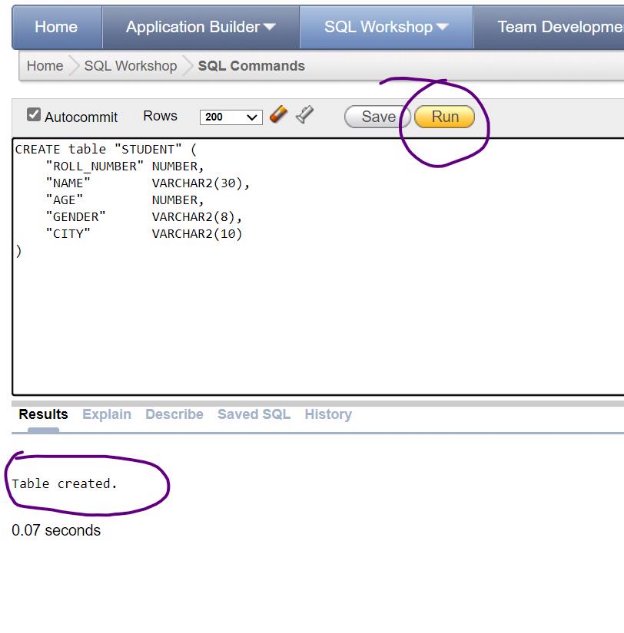 Home Application Builder SQL Workshop Team Developme
Home SQL Workshop SQL Commands
Autocommit Rows 200 Save Run
CREATE table "STUDENT" (
    "ROLL_NUMBER" NUMBER,
    "NAME"        VARCHAR2(30),
    "AGE"         NUMBER,
    "GENDER"      VARCHAR2(8),
    "CITY"        VARCHAR2(10)
)
Results Explain Describe Saved SQL History
Table created.
0.07 seconds